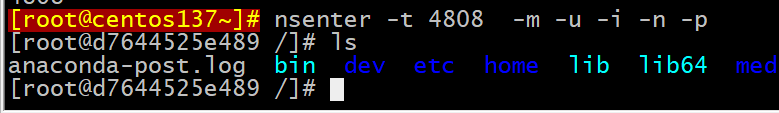 [root@centos137~]# nsenter -t 4808  -m -u -i -n -p
[root@d7644525e489 /]# ls
anaconda-post.log  bin  dev  etc  home  lib  lib64  med
[root@d7644525e489 /]#